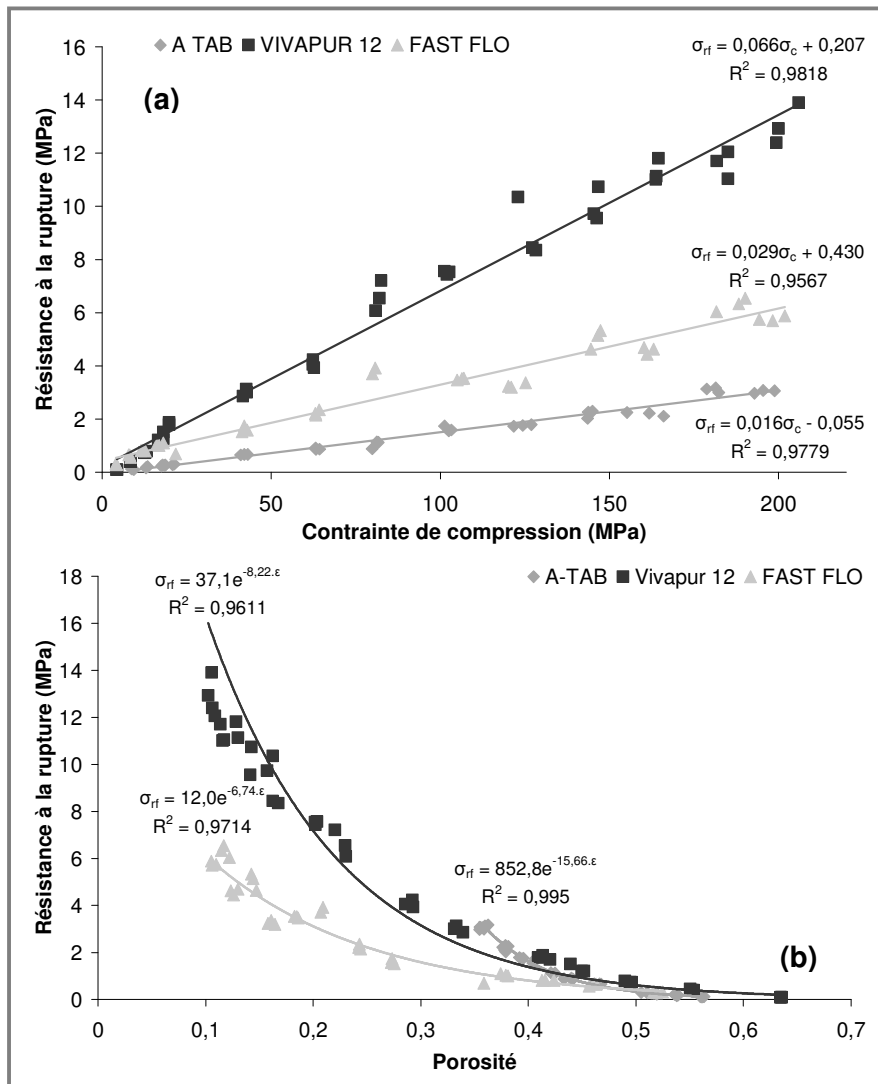 A TAB VIVAPUR 12 FAST FLO
(a)
σrf = 0,066σc + 0,207
R2 = 0,9818
σrf = 0,029σc + 0,430
R2 = 0,9567
σrf = 0,016σc - 0,055
R2 = 0,9779
Résistance à la rupture (MPa)
16
14
12
10
8
6
4
2
0
0 50 100 150 200
Contrainte de compression (MPa)
A-TAB Vivapur 12 FAST FLO
σrf = 37,1e-8,22.ε
R2 = 0,9611
σrf = 12,0e-6,74.ε
R2 = 0,9714
σrf = 852,8e-15,66.ε
R2 = 0,995
(b)
Résistance à la rupture (MPa)
18
16
14
12
10
8
6
4
2
0
0 0,1 0,2 0,3 0,4 0,5 0,6 0,7
Porosité